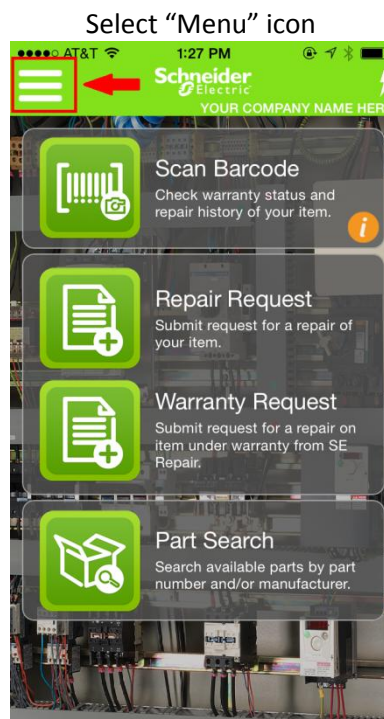 Select “Menu” icon
AT&T 1:27 PM
Schneider
Electric
YOUR COMPANY NAME HER
Scan Barcode
Check warranty status and
repair history of your item.
i
Repair Request
Submit request for a repair of
your item.
Warranty Request
Submit request for a repair on
item under warranty from SE
Repair.
Part Search
Search available parts by part
number and/or manufacturer.